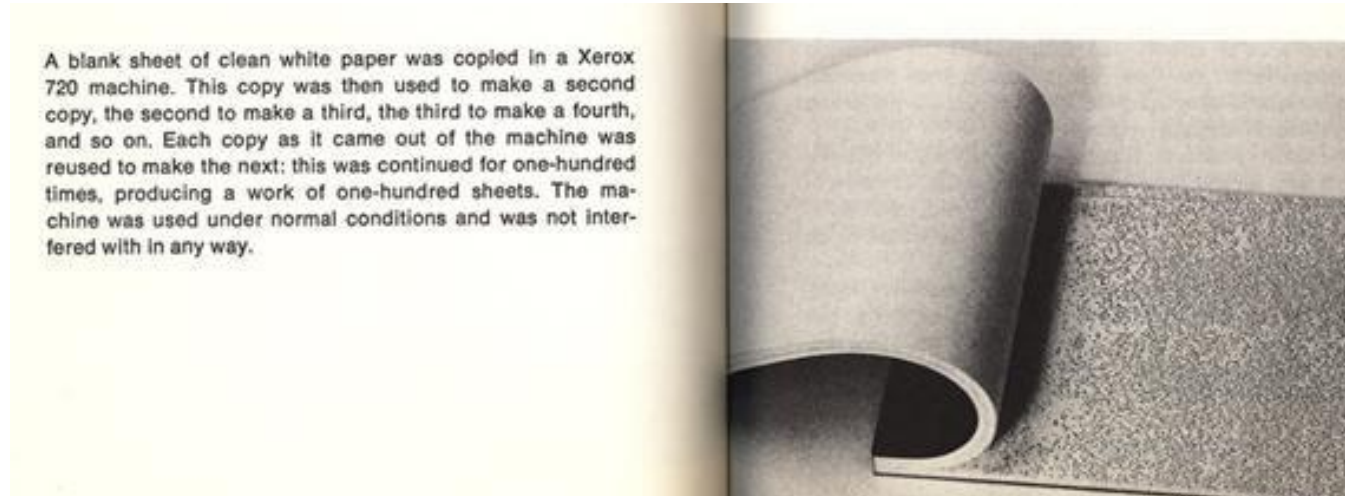 A blank sheet of clean white paper was copied in a Xerox
720 machine. This copy was then used to make a second
copy, the second to make a third, the third to make a fourth,
and so on. Each copy as it came out of the machine was
reused to make the next: this was continued for one-hundred
times, producing a work of one-hundred sheets. The ma-
chine was used under normal conditions and was not inter-
fered with in any way.